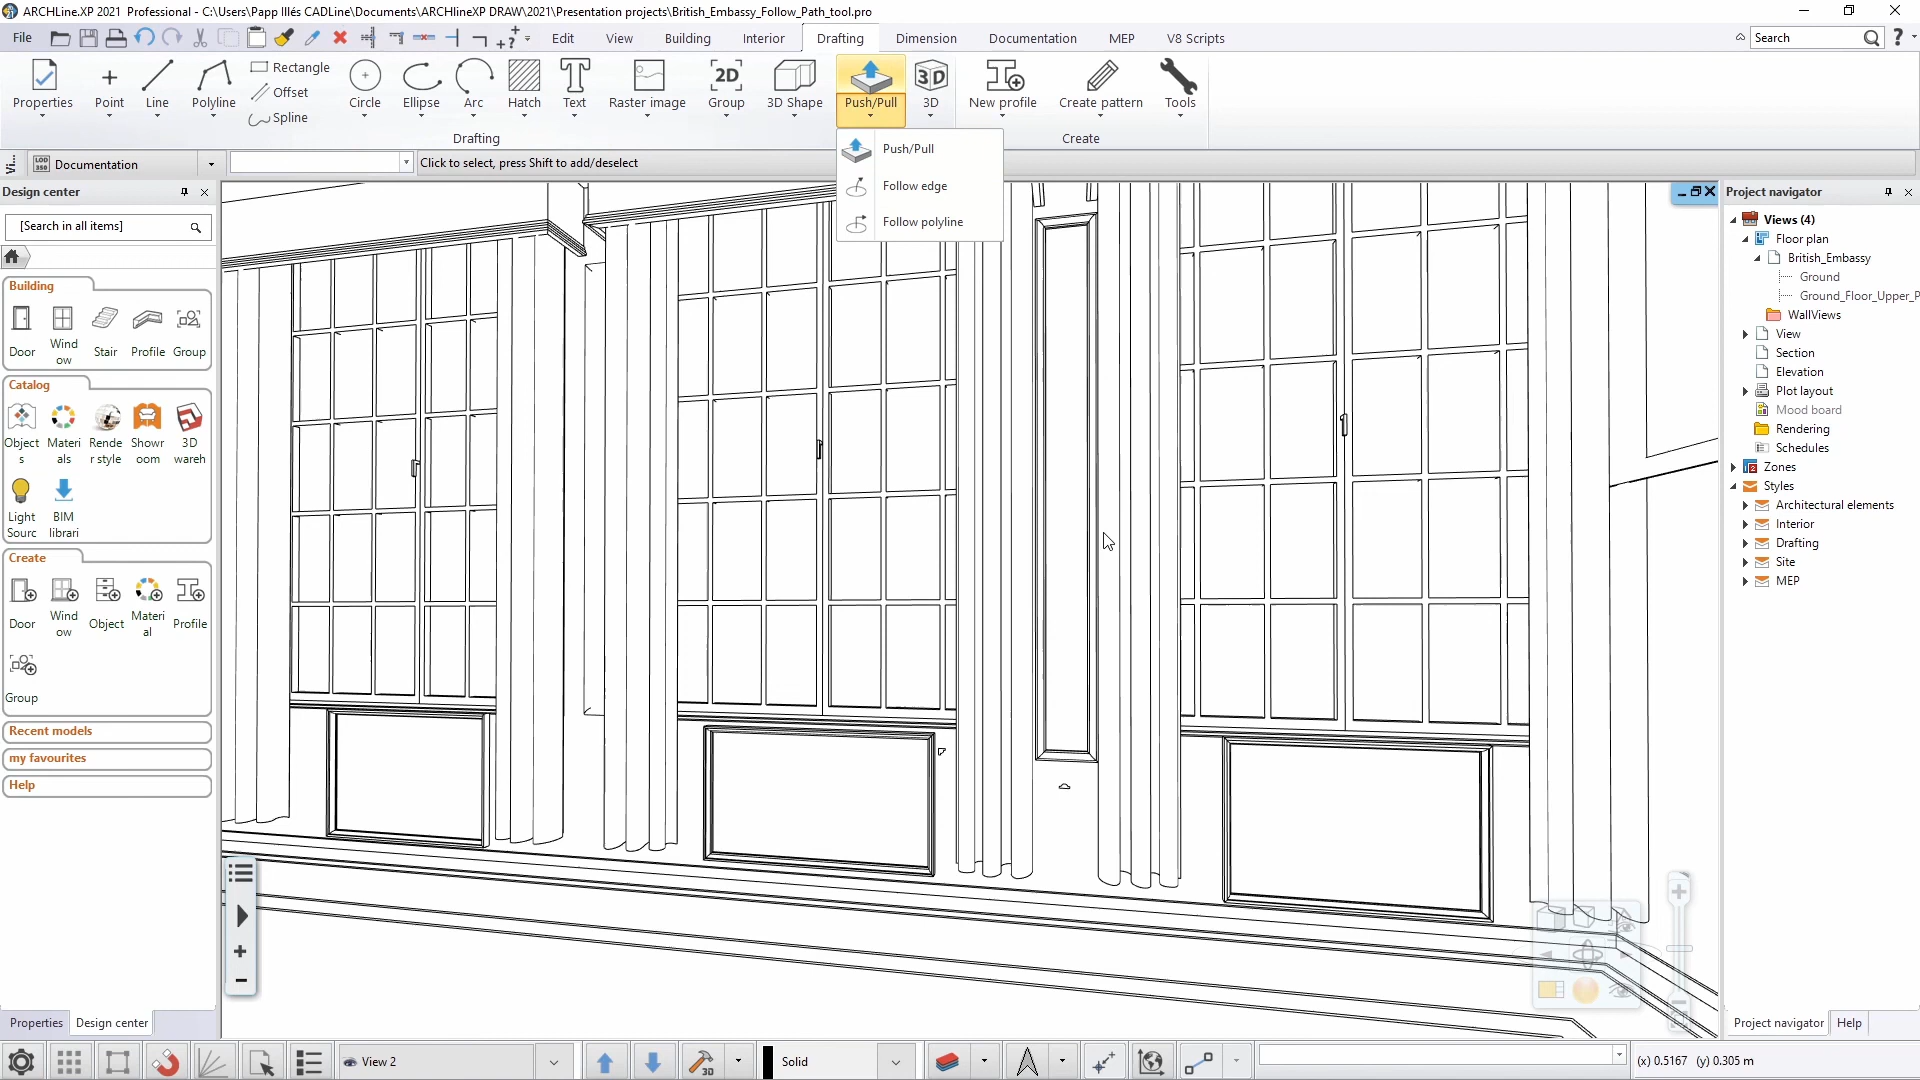 ARCHLine.XP 2021 Professional - C:\Users\Papp Illés CADLine\Documents\ARCHlineXP DRAW\2021\Presentation projects\British_Embassy_Follow_Path_tool.pro
File Edit View Building Interior Drafting Dimension Documentation MEP V8 Scripts Search ?
Rectangle
Offset
Spline
2D 3D
Properties Point Line Polyline Circle Ellipse Arc Hatch Text Raster image Group 3D Shape Push/Pull 3D New profile Create pattern Tools
Drafting Create
Push/Pull
Follow edge
Follow polyline
Vi...
LOD 350 Documentation
Click to select, press Shift to add/deselect
Design center
[Search in all items]
Building
Door Wind ow Stair Profile Group
Catalog
Object s Materi als Rende r style Showr oom 3D wareh
Light Sourc BIM librari
Create
Door Wind ow Object Materi al Profile
Group
Recent models
my favourites
Help
Properties Design center
Project navigator
Views (4)
Floor plan
British_Embassy
Ground
Ground_Floor_Upper_P
WallViews
View
Section
Elevation
Plot layout
Mood board
Rendering
Schedules
Zones
Styles
Architectural elements
Interior
Drafting
Site
MEP
Project navigator Help
View 2 3D Solid (x) 0.5167 (y) 0.305 m